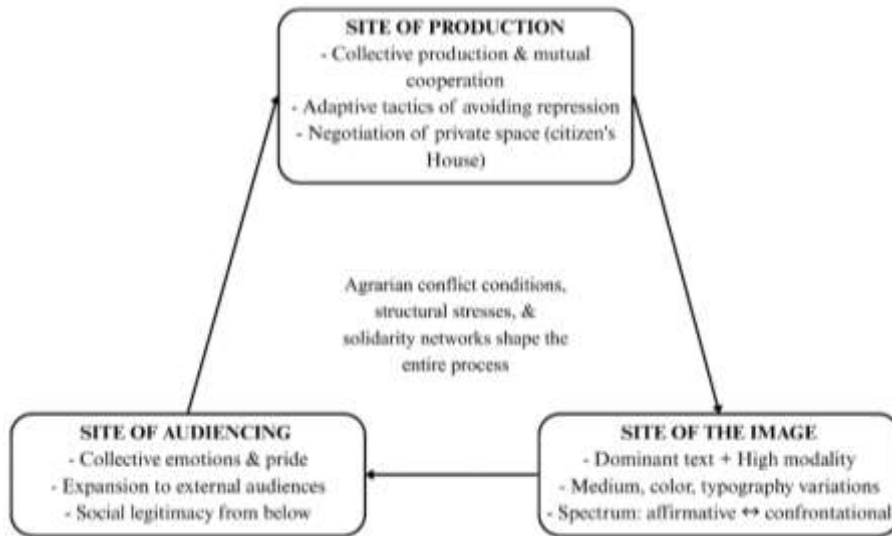 SITE OF PRODUCTION
- Collective production & mutual
cooperation
- Adaptive tactics of avoiding repression
- Negotiation of private space (citizen's
House)
Agrarian conflict conditions,
structural stresses, &
solidarity networks shape the
entire process
SITE OF AUDIENCING
- Collective emotions & pride
- Expansion to external audiences
- Social legitimacy from below
SITE OF THE IMAGE
- Dominant text + High modality
- Medium, color, typography variations
- Spectrum: affirmative ↔ confrontational